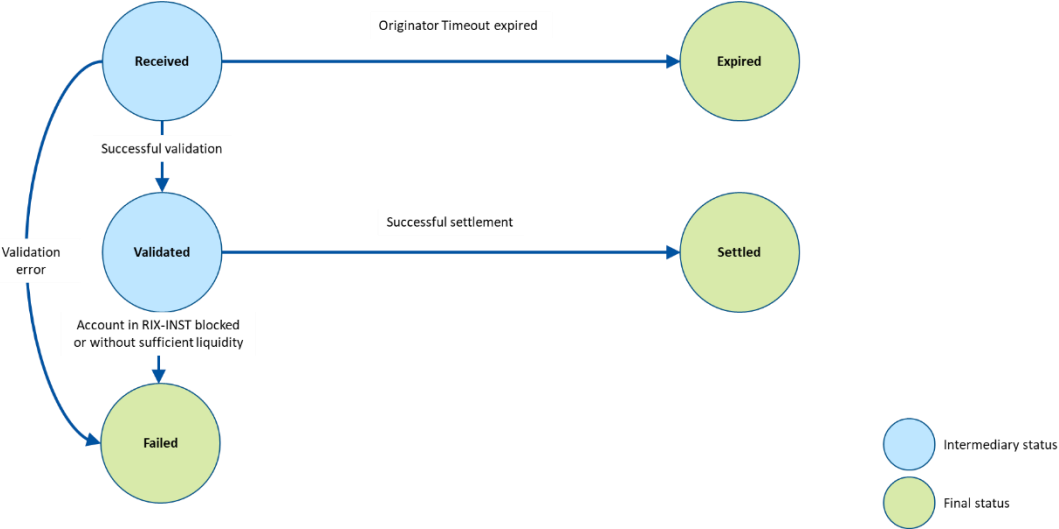 Originator Timeout expired
Received
Expired
Successful validation
Successful settlement
Validation
error
Validated
Settled
Account in RIX-INST blocked
or without sufficient liquidity
Failed
Intermediary status
Final status